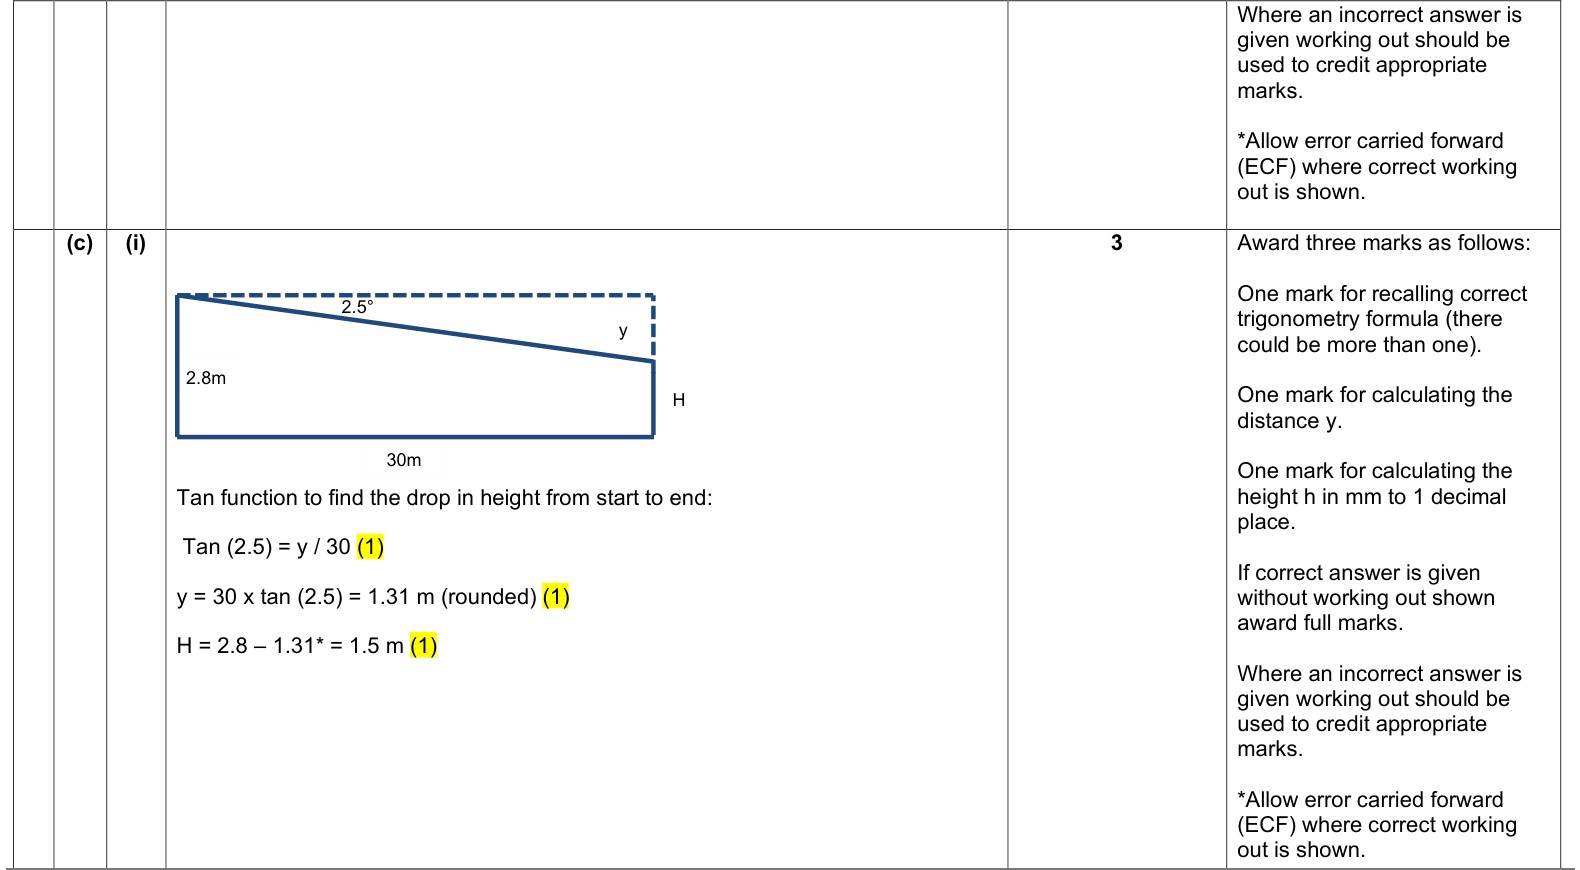 Where an incorrect answer is
given working out should be
used to credit appropriate
marks.
*Allow error carried forward
(ECF) where correct working
out is shown.
(c)
(i)
2.5°
y
2.8m
H
30m
Tan function to find the drop in height from start to end:
Tan (2.5) = y / 30 (1)
y = 30 x tan (2.5) = 1.31 m (rounded) (1)
H = 2.8 – 1.31* = 1.5 m (1)
3
Award three marks as follows:
One mark for recalling correct
trigonometry formula (there
could be more than one).
One mark for calculating the
distance y.
One mark for calculating the
height h in mm to 1 decimal
place.
If correct answer is given
without working out shown
award full marks.
Where an incorrect answer is
given working out should be
used to credit appropriate
marks.
*Allow error carried forward
(ECF) where correct working
out is shown.